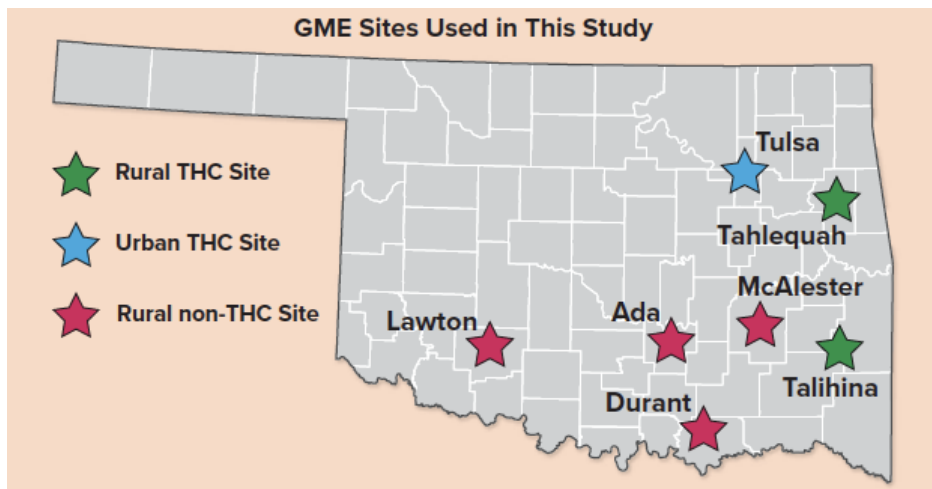 GME Sites Used in This Study
Tulsa
Rural THC Site
Tahlequah
Urban THC Site
McAlester
Rural non-THC Site
Lawton
Ada
Talihina
Durant